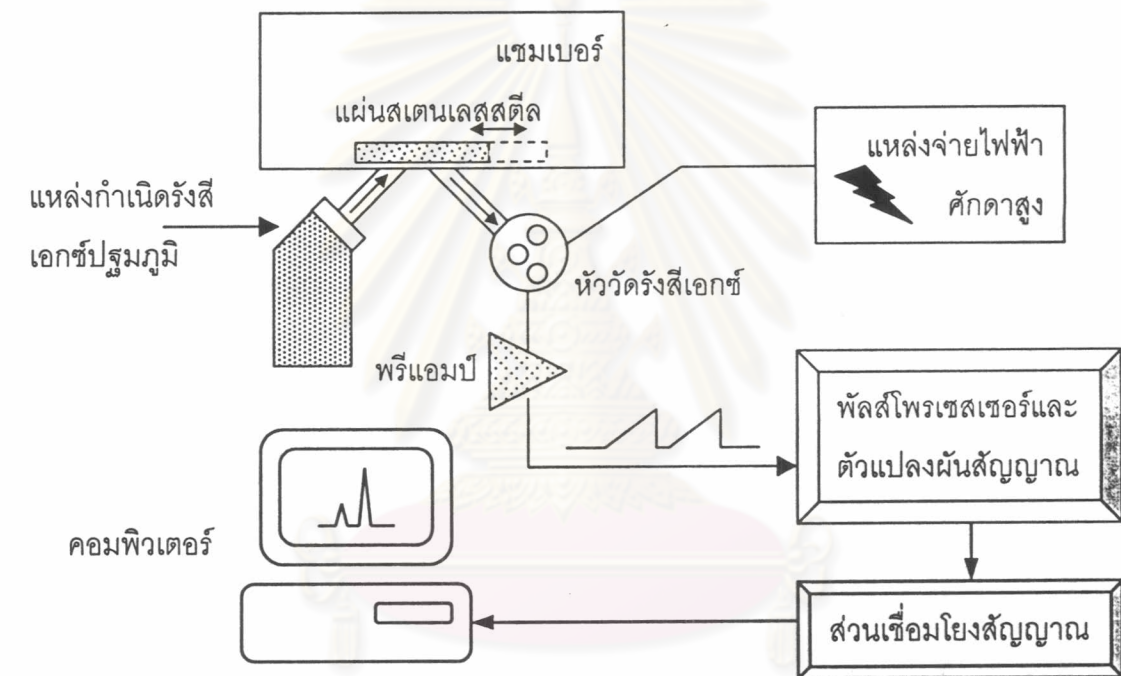 แชมเบอร์
แผ่นสเตนเลสสตีล
แหล่งจ่ายไฟฟ้า
ศักดาสูง
แหล่งกำเนิดรังสี
เอกซ์ปฐมภูมิ
หัววัดรังสีเอกซ์
พรีแอมป์
พัลส์โพรเซสเซอร์และ
ตัวแปลงผันสัญญาณ
คอมพิวเตอร์
ส่วนเชื่อมโยงสัญญาณ